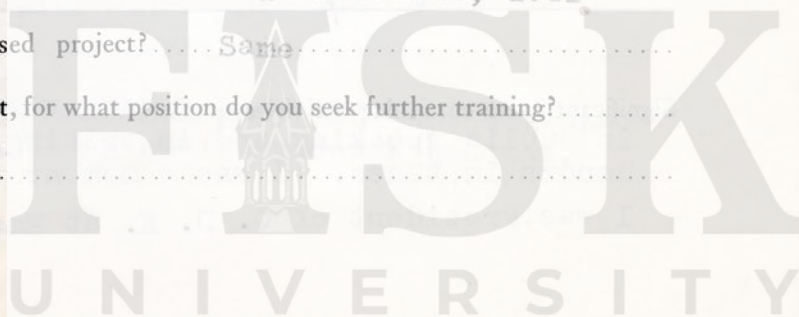 sed project? ..... Same ..............................................
t, for what position do you seek further training? ...........
................................................................................
FISK
UNIVERSITY